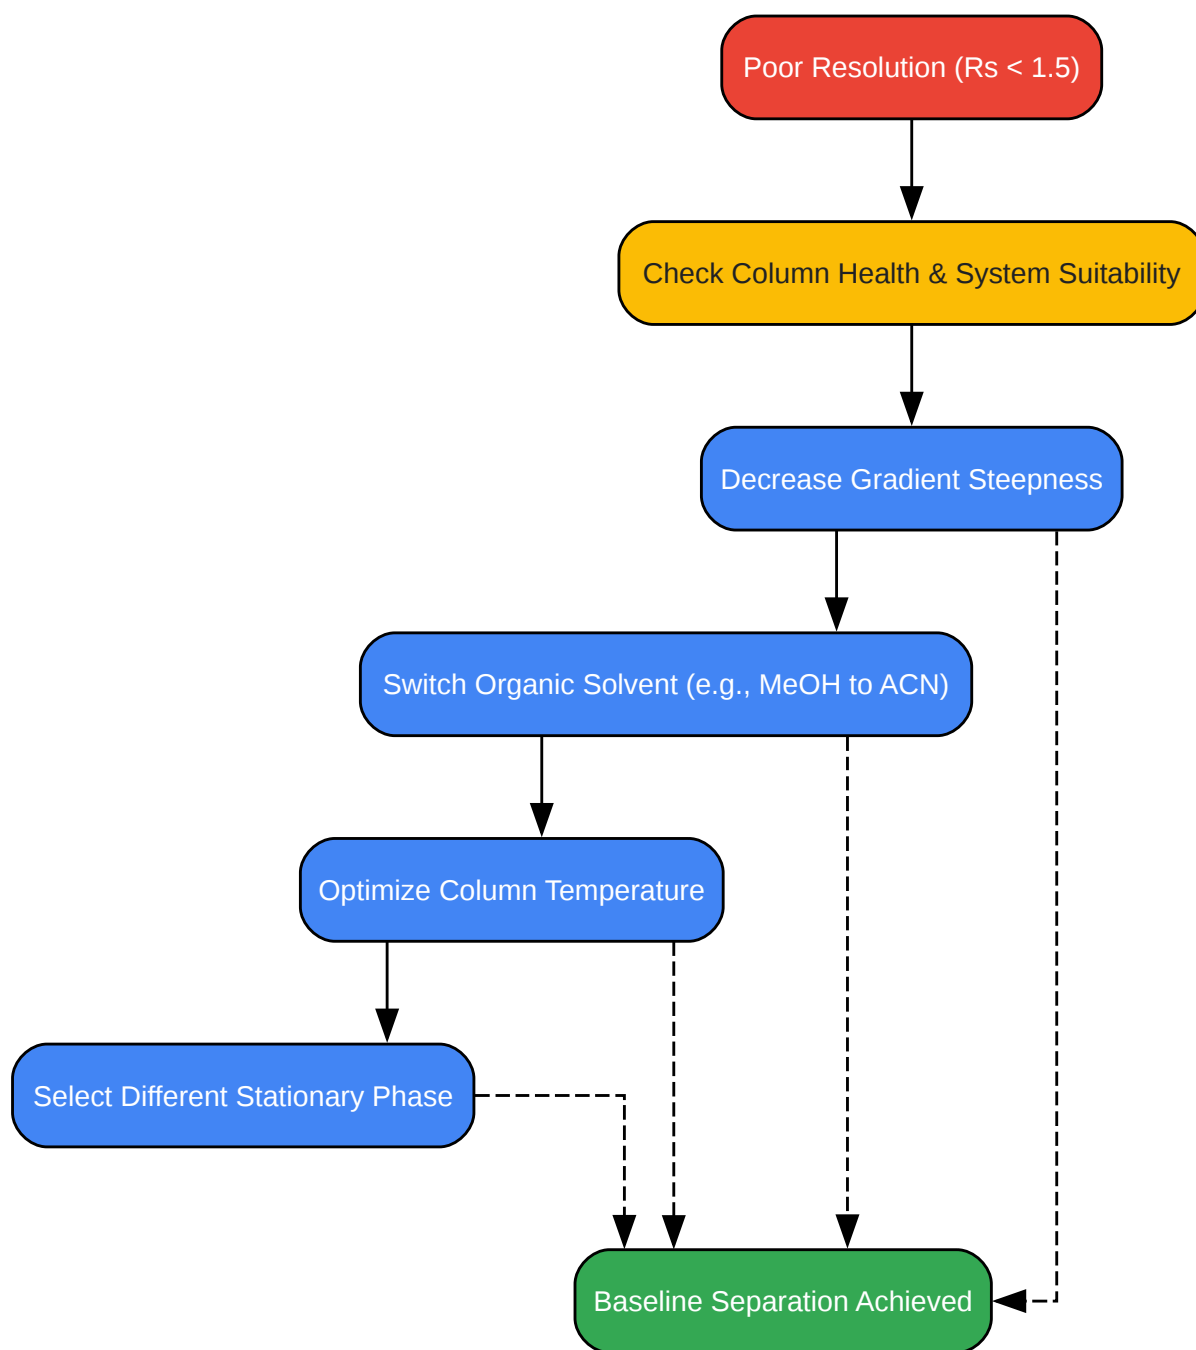 Poor Resolution (Rs < 1.5)
Check Column Health & System Suitability
Decrease Gradient Steepness
Switch Organic Solvent (e.g., MeOH to ACN)
Optimize Column Temperature
Select Different Stationary Phase
Baseline Separation Achieved